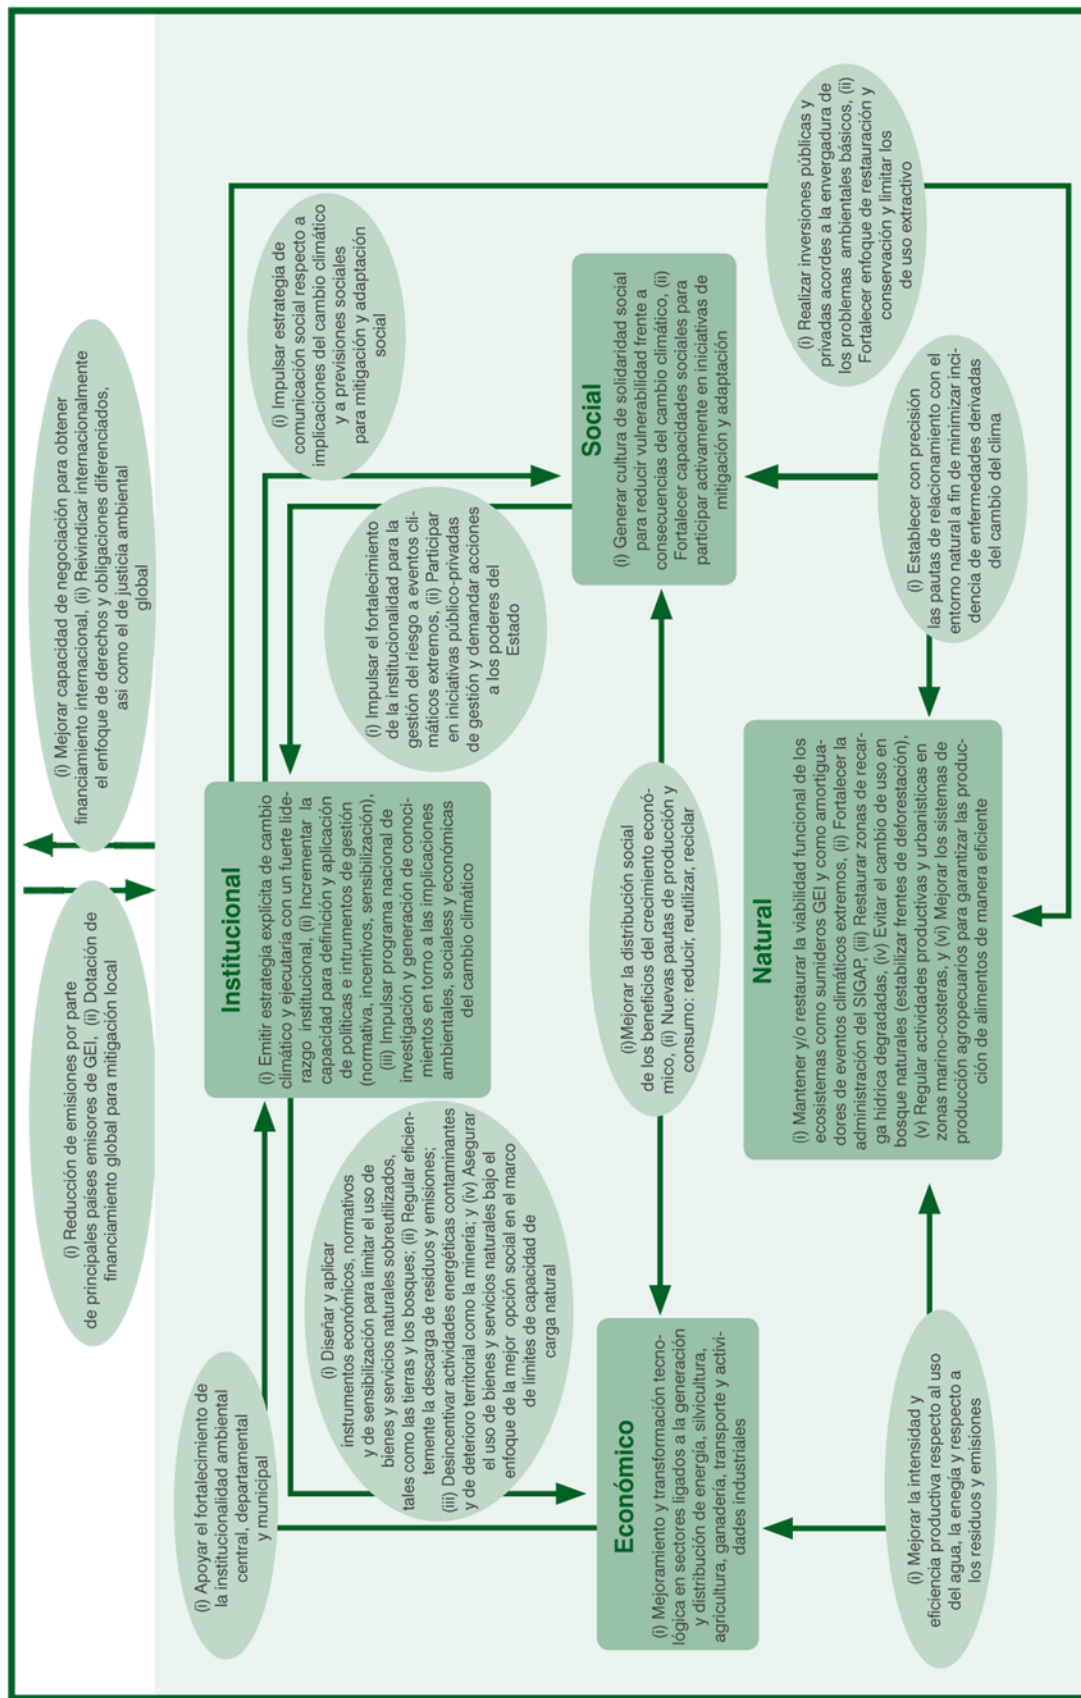 (i) Reducción de emisiones por parte
de principales países emisores de GEI, (ii) Dotación de
financiamiento global para mitigación local
(i) Mejorar capacidad de negociación para obtener
financiamiento internacional, (ii) Reivindicar internacionalmente
el enfoque de derechos y obligaciones diferenciados,
asi como el de justicia ambiental
global
(i) Apoyar el fortalecimiento de
la institucionalidad ambiental
central, departamental
y municipal
Institucional
(i) Emitir estrategia explícita de cambio
climático y ejecutaría con un fuerte lide-
razgo institucional, (ii) Incrementar la
capacidad para definición y aplicación
de políticas e intrumentos de gestión
(normativa, incentivos, sensibilización),
(iii) Impulsar programa nacional de
investigación y generación de conoci-
mientos en torno a las implicaciones
ambientales, sociales y económicas
del cambio climático
(i) Impulsar estrategia de
comunicación social respecto a
implicaciones del cambio climático
y a previsiones sociales
para mitigación y adaptación
social
(i) Diseñar y aplicar
instrumentos económicos, normativos
y de sensibilización para limitar el uso de
bienes y servicios naturales sobreutilizados,
tales como las tierras y los bosques; (ii) Regular eficien-
temente la descarga de residuos y emisiones;
(iii) Desincentivar actividades energéticas contaminantes
y de deterioro territorial como la minería; y (iv) Asegurar
el uso de bienes y servicios naturales bajo el
enfoque de la mejor opción social en el marco
de límites de capacidad de
carga natural
(i) Impulsar el fortalecimiento
de la institucionalidad para la
gestión del riesgo a eventos cli-
máticos extremos, (ii) Participar
en iniciativas público-privadas
de gestión y demandar acciones
a los poderes del
Estado
Económico
(i) Mejoramiento y transformación tecno-
lógica en sectores ligados a la generación
y distribución de energía, silvicultura,
agricultura, ganadería, transporte y activi-
dades industriales
(i)Mejorar la distribución social
de los beneficios del crecimiento econó-
mico, (ii) Nuevas pautas de producción y
consumo: reducir, reutilizar, reciclar
Social
(i) Generar cultura de solidaridad social
para reducir vulnerabilidad frente a
consecuencias del cambio climático, (ii)
Fortalecer capacidades sociales para
participar activamente en iniciativas de
mitigación y adaptación
(i) Realizar inversiones públicas y
privadas acordes a la envergadura de
los problemas ambientales básicos, (ii)
Fortalecer enfoque de restauración y
conservación y limitar los
de uso extractivo
(i) Mejorar la intensidad y
eficiencia productiva respecto al uso
del agua, la enegía y respecto a
los residuos y emisiones
Natural
(i) Mantener y/o restaurar la viabilidad funcional de los
ecosistemas como sumideros GEI y como amortigua-
dores de eventos climáticos extremos, (ii) Fortalecer la
administración del SIGAP, (iii) Restaurar zonas de recar-
ga hídrica degradadas, (iv) Evitar el cambio de uso en
bosque naturales (estabilizar frentes de deforestación),
(v) Regular actividades productivas y urbanisticas en
zonas marino-costeras, y (vi) Mejorar los sistemas de
producción agropecuarios para garantizar las produc-
ción de alimentos de manera eficiente
(i) Establecer con precisión
las pautas de relacionamiento con el
entorno natural a fin de minimizar inci-
dencia de enfermedades derivadas
del cambio del clima